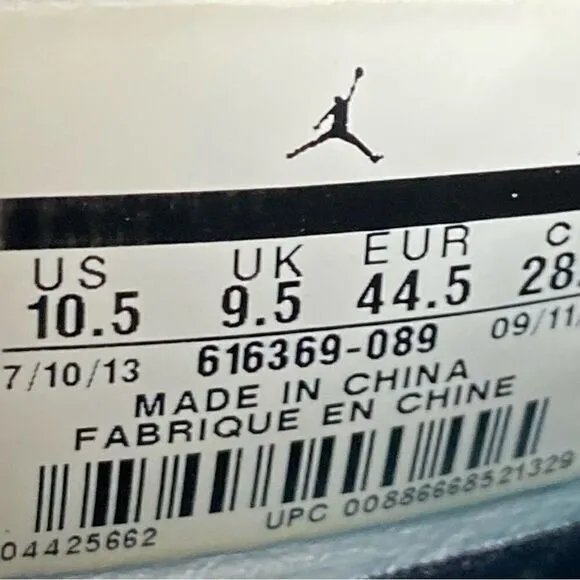 US UK EUR C
10.5 9.5 44.5 28.
7/10/13 616369-089 09/11/
MADE IN CHINA
FABRIQUE EN CHINE
04425662 UPC 00886668521329